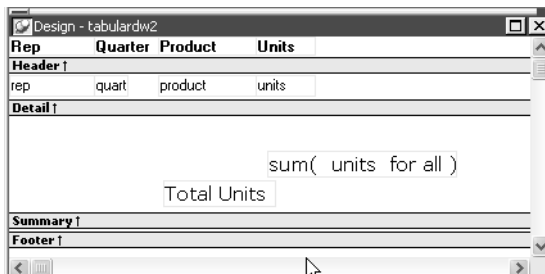 Design - tabulardw2
Rep Quarter Product Units
Header ↑
rep quart product units
Detail ↑
sum( units for all )
Total Units
Summary ↑
Footer ↑